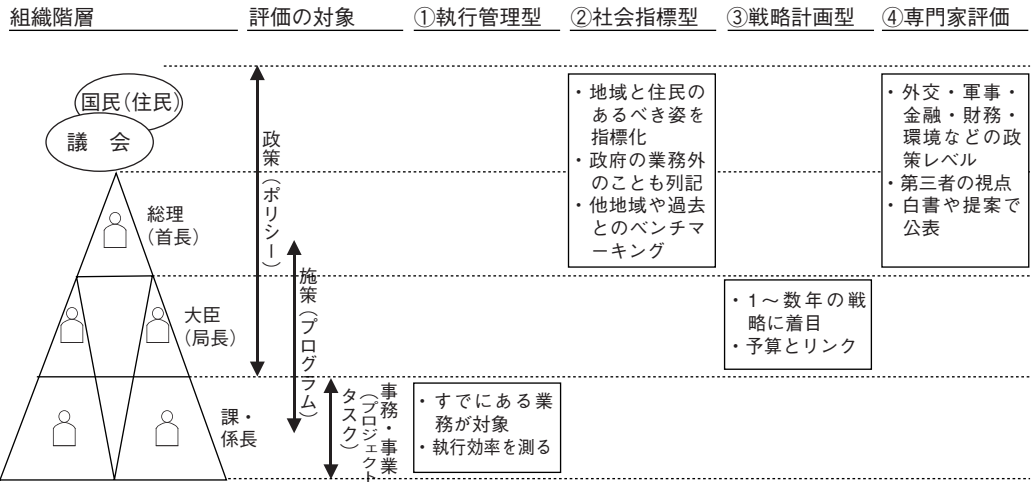 組織階層 評価の対象 ①執行管理型 ②社会指標型 ③戦略計画型 ④専門家評価
国民（住民）
議 会
総理
（首長）
大臣
（局長）
課・
係長
政策（ポリシー）
施策（プログラム）
事務・事業
（プロジェクト
タスク）
・すでにある業
務が対象
・執行効率を測る
・地域と住民の
あるべき姿を
指標化
・政府の業務外
のことも列記
・他地域や過去
とのベンチマ
ーキング
・1～数年の戦
略に着目
・予算とリンク
・外交・軍事・
金融・財務・
環境などの政
策レベル
・第三者の視点
・白書や提案で
公表